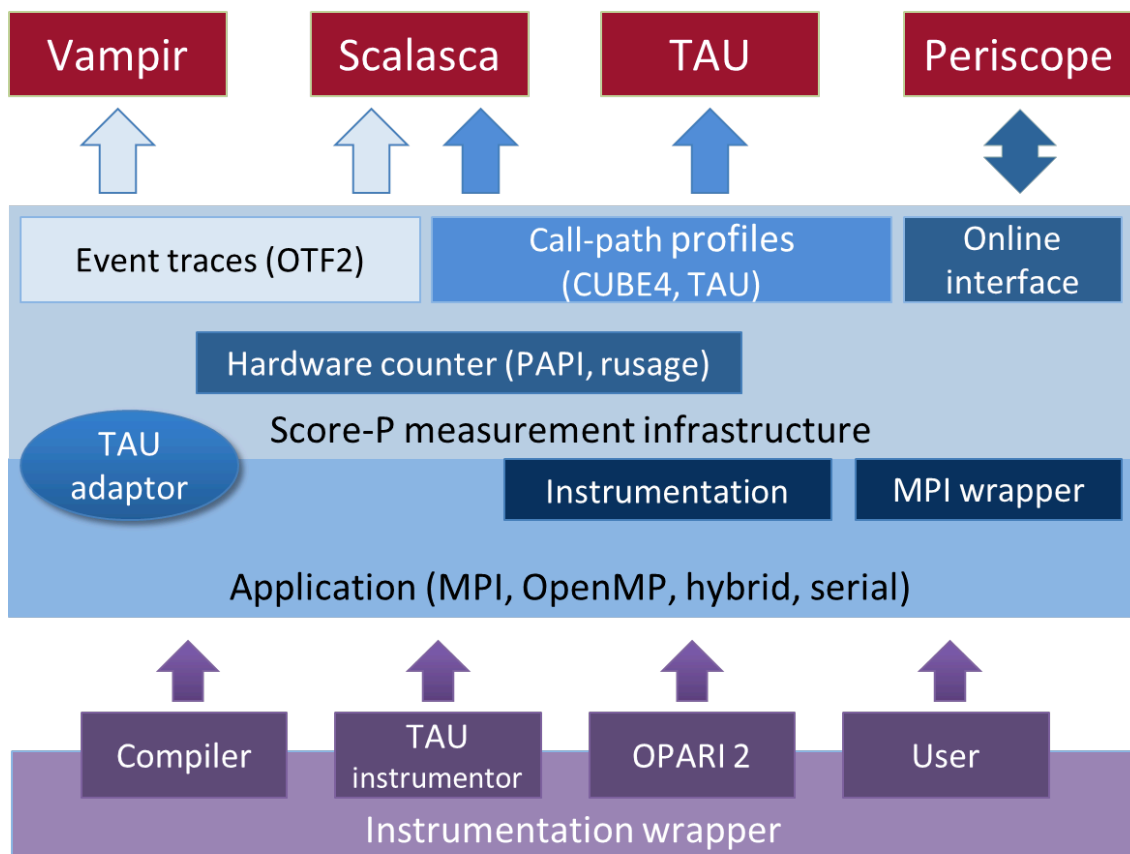 Vampir
Scalasca
TAU
Periscope
Event traces (OTF2)
Call-path profiles
(CUBE4, TAU)
Online
interface
Hardware counter (PAPI, rusage)
Score-P measurement infrastructure
TAU
adaptor
Instrumentation
MPI wrapper
Application (MPI, OpenMP, hybrid, serial)
Compiler
TAU
instrumentor
OPARI 2
User
Instrumentation wrapper